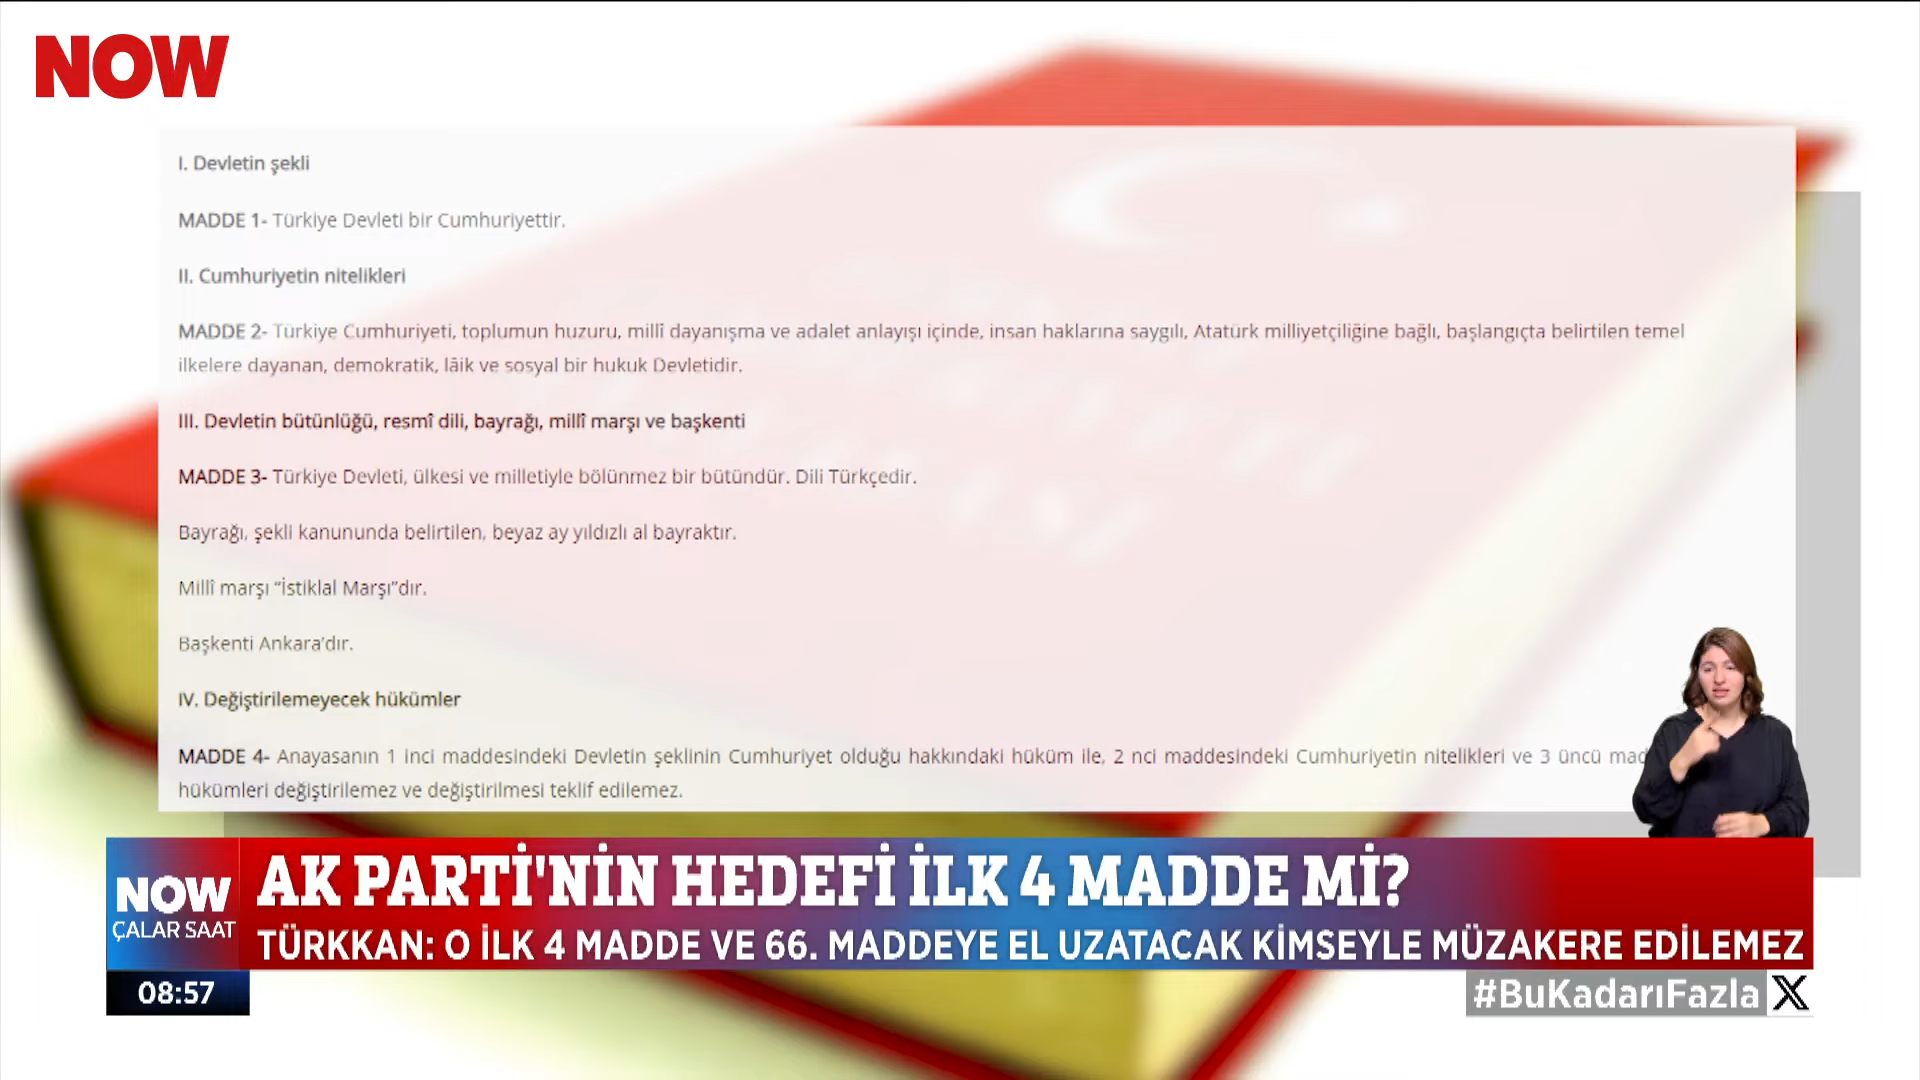 NOW
I. Devletin şekli
MADDE 1- Türkiye Devleti bir Cumhuriyettir.
II. Cumhuriyetin nitelikleri
MADDE 2- Türkiye Cumhuriyeti, toplumun huzuru, millî dayanışma ve adalet anlayışı içinde, insan haklarına saygılı, Atatürk milliyetçiliğine bağlı, başlangıçta belirtilen temel
ilkelere dayanan, demokratik, lâik ve sosyal bir hukuk Devletidir.
III. Devletin bütünlüğü, resmî dili, bayrağı, millî marşı ve başkenti
MADDE 3- Türkiye Devleti, ülkesi ve milletiyle bölünmez bir bütündür. Dili Türkçedir.
Bayrağı, şekli kanununda belirtilen, beyaz ay yıldızlı al bayraktır.
Millî marşı “İstiklal Marşı”dır.
Başkenti Ankara’dır.
IV. Değiştirilemeyecek hükümler
MADDE 4- Anayasanın 1 inci maddesindeki Devletin şeklinin Cumhuriyet olduğu hakkındaki hüküm ile, 2 nci maddesindeki Cumhuriyetin nitelikleri ve 3 üncü
hükümleri değiştirilemez ve değiştirilmesi teklif edilemez.
NOW
ÇALAR SAAT
AK PARTİ'NİN HEDEFİ İLK 4 MADDE Mİ?
TÜRKKAN: O İLK 4 MADDE VE 66. MADDEYE EL UZATACAK KİMSEYLE MÜZAKERE EDİLEMEZ
08:57
#BuKadarıFazla X